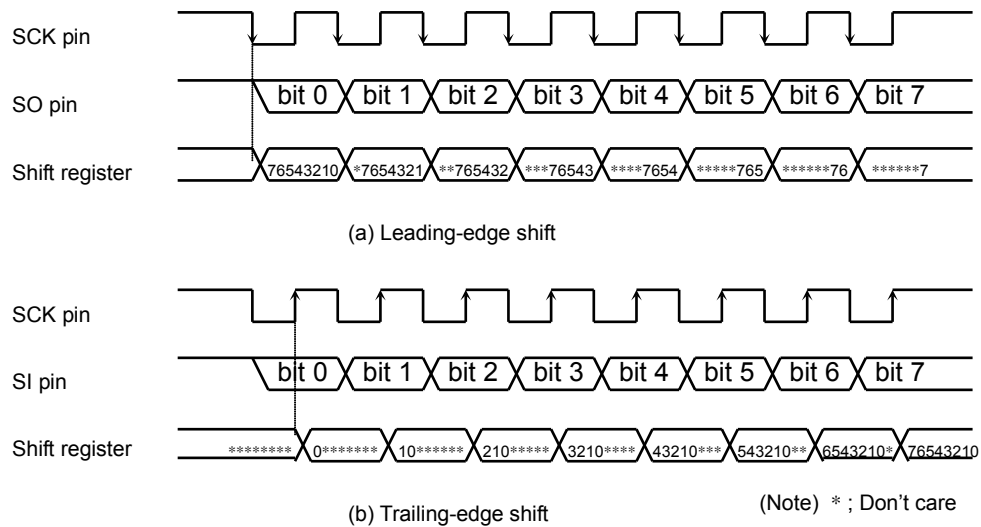 SCK pin
SO pin
bit 0 bit 1 bit 2 bit 3 bit 4 bit 5 bit 6 bit 7
Shift register
76543210 *7654321 **765432 ***76543 ****7654 *****765 ******76 ******7
(a) Leading-edge shift
SCK pin
SI pin
bit 0 bit 1 bit 2 bit 3 bit 4 bit 5 bit 6 bit 7
Shift register
******** 0******* 10****** 210***** 3210**** 43210*** 543210** 6543210* 76543210
(b) Trailing-edge shift
(Note) * ; Don't care